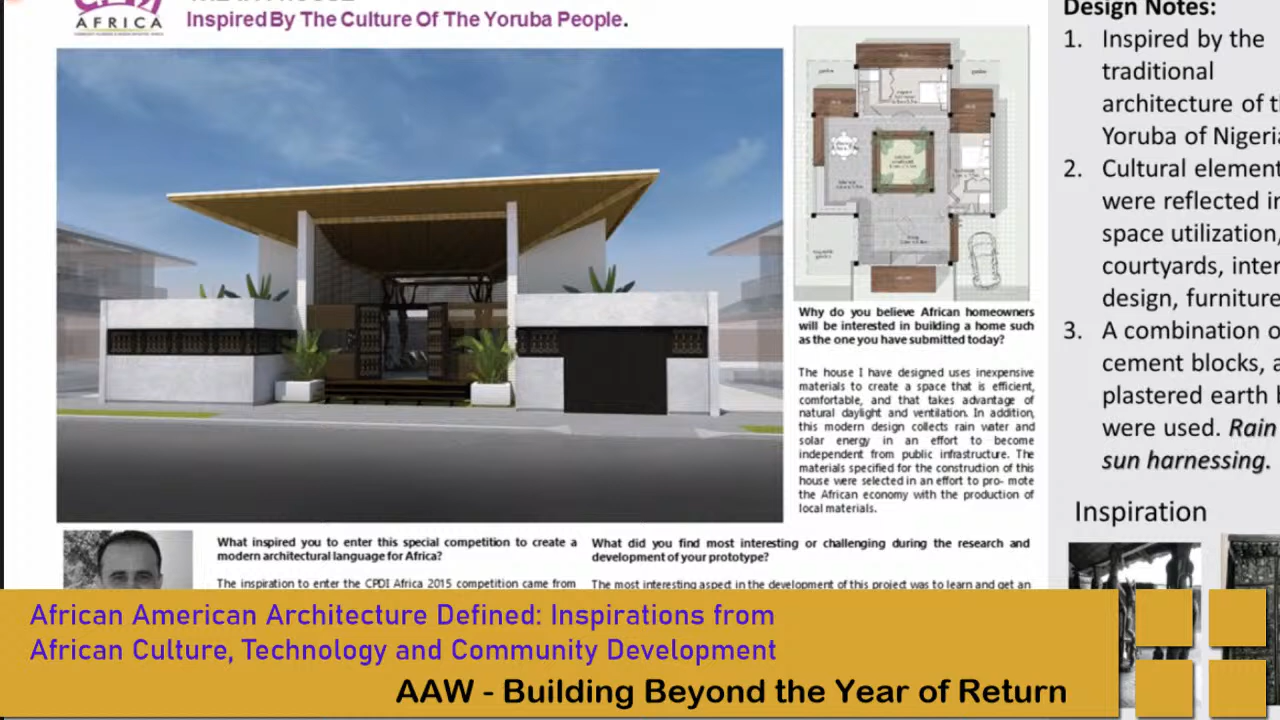 AFRICA
Inspired By The Culture Of The Yoruba People.
Why do you believe African homeowners
will be interested in building a home such
as the one you have submitted today?
The house I have designed uses inexpensive
materials to create a space that is efficient,
comfortable, and that takes advantage of
natural daylight and ventilation. In addition,
this modern design collects rain water and
solar energy in an effort to become
independent from public infrastructure. The
materials specified for the construction of this
house were selected in an effort to pro- mote
the African economy with the production of
local materials.
What inspired you to enter this special competition to create a
modern architectural language for Africa?
The inspiration to enter the CPDI Africa 2015 competition came from
What did you find most interesting or challenging during the research and
development of your prototype?
The most interesting aspect in the development of this project was to learn and get an
Design Notes:
1. Inspired by the
traditional
architecture of th
Yoruba of Nigeria
2. Cultural element
were reflected in
space utilization,
courtyards, inter
design, furniture
3. A combination o
cement blocks, a
plastered earth b
were used. Rain
sun harnessing.
Inspiration
African American Architecture Defined: Inspirations from
African Culture, Technology and Community Development
AAW - Building Beyond the Year of Return